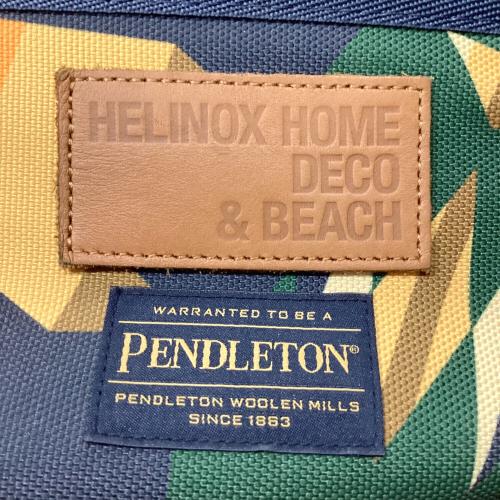 HELINOX HOME
DECO
& BEACH
WARRANTED TO BE A
PENDLETON®
PENDLETON WOOLEN MILLS
SINCE 1863